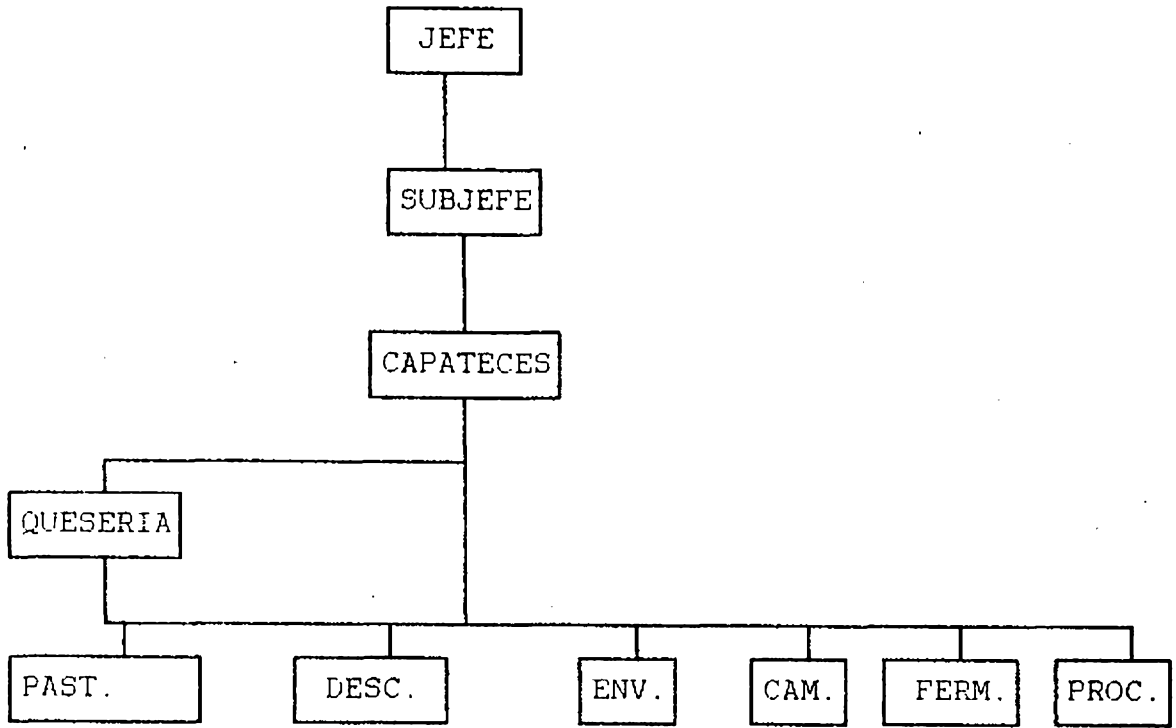 JEFE
SUBJEFE
CAPATECES
QUESERIA
PAST. DESC. ENV. CAM. FERM. PROC.